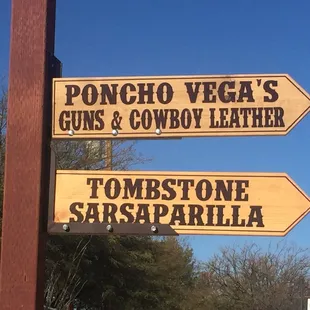 PONCHO VEGA'S
GUNS & COWBOY LEATHER
TOMBSTONE
SARSAPARILLA